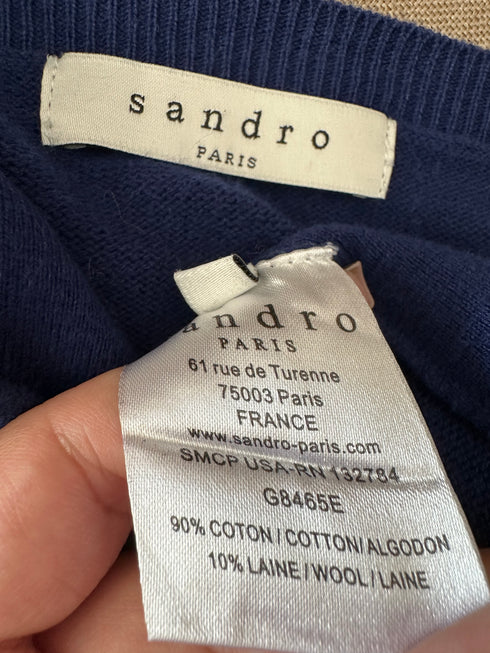 sandro
PARIS
andro
PARIS
61 rue de Turenne
75003 Paris
FRANCE
www.sandro-paris.com
SMCP USA-RN 132784
G8465E
90% COTON / COTTON/ ALGODON
10% LAINE / WOOL / LAINE